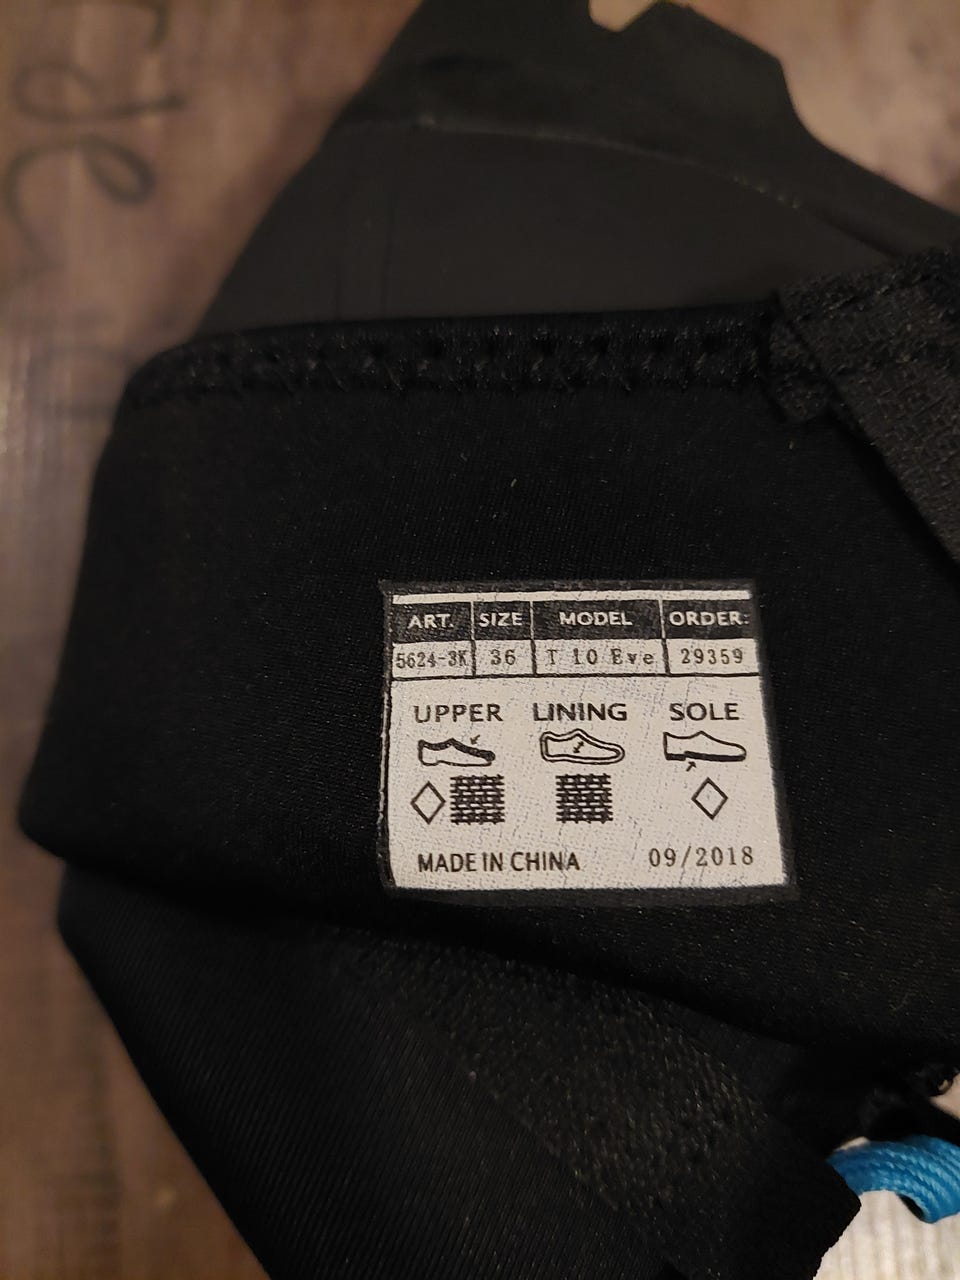 ART. SIZE MODEL ORDER:
5624-3K 36 T 10 Eve 29359
UPPER LINING SOLE
MADE IN CHINA 09/2018